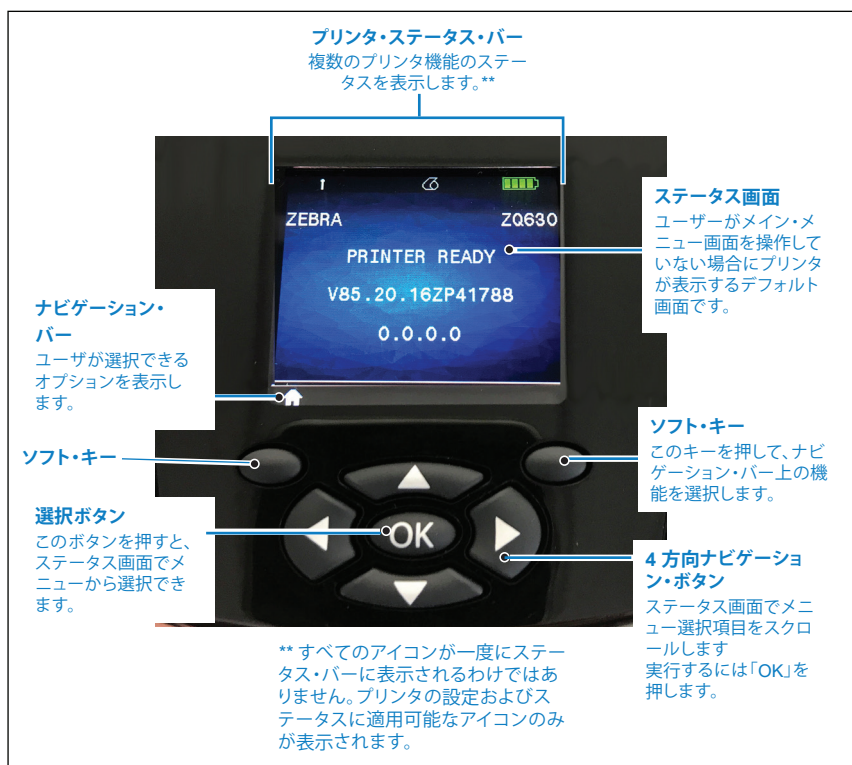 プリンタ・ステータス・バー
複数のプリンタ機能のステー
タスを表示します。**
ZEBRA
ZQ630
PRINTER READY
V85.20.16ZP41788
0.0.0.0
ステータス画面
ユーザーがメイン・メ
ニュー画面を操作して
いない場合にプリンタ
が表示するデフォルト
画面です。
ナビゲーション・
バー
ユーザが選択できる
オプションを表示し
ます。
ソフト・キー
ソフト・キー
このキーを押して、ナビ
ゲーション・バー上の機
能を選択します。
選択ボタン
このボタンを押すと、
ステータス画面でメ
ニューから選択でき
ます。
OK
4 方向ナビゲーショ
ン・ボタン
ステータス画面でメニ
ュー選択項目をスクロ
ールします
実行するには「OK」を
押します。
** すべてのアイコンが一度にステー
タス・バーに表示されるわけではあ
りません。プリンタの設定およびス
テータスに適用可能なアイコンのみ
が表示されます。